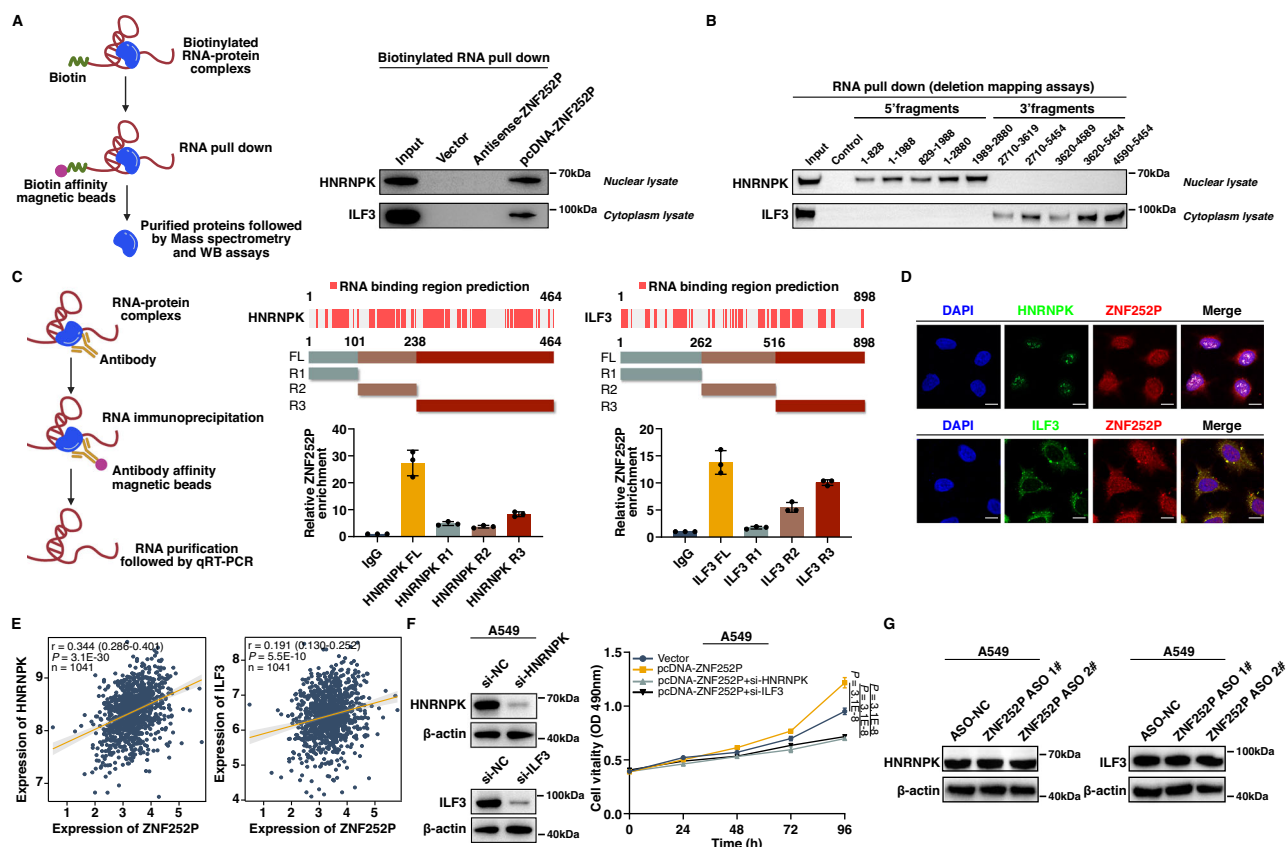 A
Biotinylated
RNA-protein
complexs
Biotin
RNA pull down
Biotin affinity
magnetic beads
Purified proteins followed
by Mass spectrometry
and WB assays
Biotinylated RNA pull down
Input
Vector
Antisense-ZNF252P
pcDNA-ZNF252P
HNRNPK
70kDa
Nuclear lysate
ILF3
100kDa
Cytoplasm lysate
B
RNA pull down (deletion mapping assays)
5'fragments
3'fragments
Input
Control
1-828
1-1988
829-1988
1-2880
1989-2880
2710-3619
2710-5454
3620-4589
3620-5454
4590-5454
HNRNPK
70kDa
Nuclear lysate
ILF3
100kDa
Cytoplasm lysate
C
RNA-protein
complexes
Antibody
RNA immunoprecipitation
Antibody affinity
magnetic beads
RNA purification
followed by qRT-PCR
RNA binding region prediction
1 464
HNRNPK
1 101 238 464
FL
R1
R2
R3
Relative ZNF252P
enrichment
40
30
20
10
0
IgG
HNRNPK FL
HNRNPK R1
HNRNPK R2
HNRNPK R3
RNA binding region prediction
1 898
ILF3
1 262 516 898
FL
R1
R2
R3
Relative ZNF252P
enrichment
20
15
10
5
0
IgG
ILF3 FL
ILF3 R1
ILF3 R2
ILF3 R3
D
DAPI HNRNPK ZNF252P Merge
DAPI ILF3 ZNF252P Merge
E
r = 0.344 (0.286-0.401)
P = 3.1E-30
n = 1041
Expression of HNRNPK
9
8
7
1 2 3 4 5
Expression of ZNF252P
r = 0.191 (0.130-0.252)
P = 5.5E-10
n = 1041
Expression of ILF3
8
7
6
5
4
1 2 3 4 5
Expression of ZNF252P
F
A549
si-NC
si-HNRNPK
HNRNPK
70kDa
β-actin
40kDa
si-NC
si-ILF3
ILF3
100kDa
β-actin
40kDa
A549
Vector
pcDNA-ZNF252P
pcDNA-ZNF252P+si-HNRNPK
pcDNA-ZNF252P+si-ILF3
P = 3.1E-8
P = 3.1E-8
P = 3.1E-8
Cell vitality (OD 490nm)
1.5
1.0
0.5
0.0
0 24 48 72 96
Time (h)
G
A549
ASO-NC
ZNF252P ASO 1#
ZNF252P ASO 2#
HNRNPK
70kDa
β-actin
40kDa
A549
ASO-NC
ZNF252P ASO 1#
ZNF252P ASO 2#
ILF3
100kDa
β-actin
40kDa